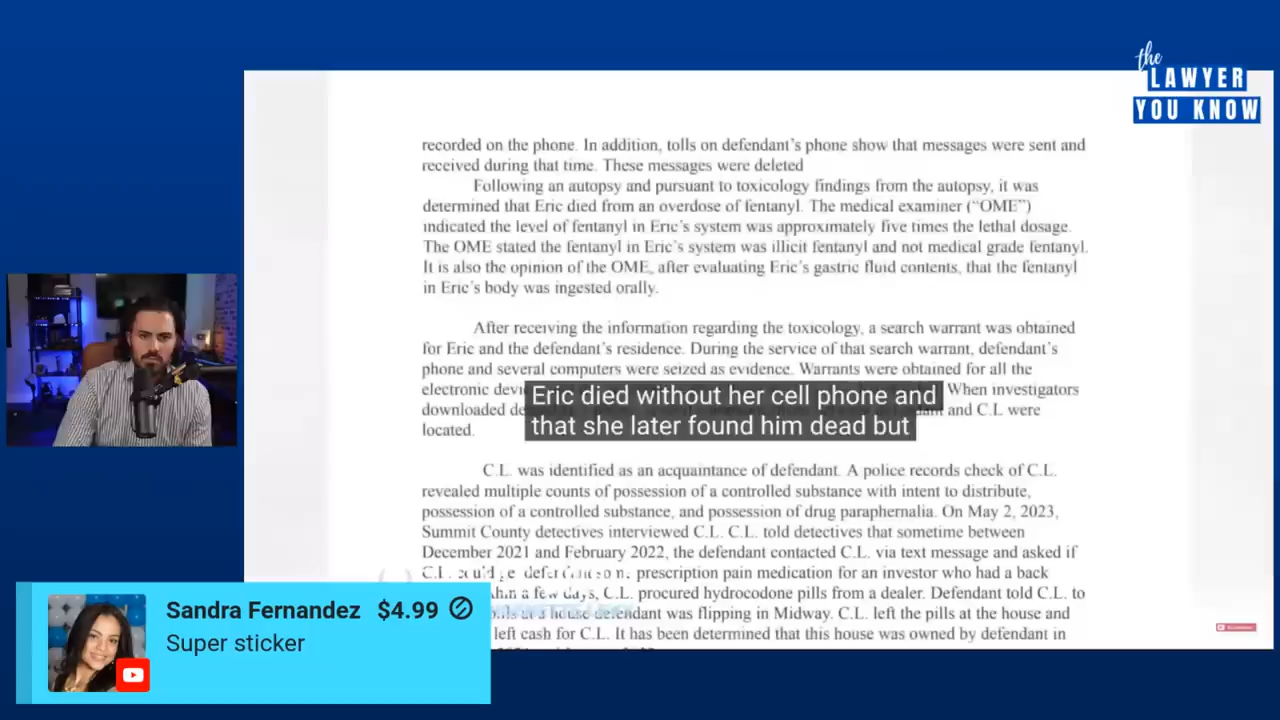 the
LAWYER
YOU KNOW
recorded on the phone. In addition, tolls on defendant's phone show that messages were sent and
received during that time. These messages were deleted
Following an autopsy and pursuant to toxicology findings from the autopsy, it was
determined that Eric died from an overdose of fentanyl. The medical examiner ("OME")
indicated the level of fentanyl in Eric's system was approximately five times the lethal dosage.
The OME stated the fentanyl in Eric's system was illicit fentanyl and not medical grade fentanyl.
It is also the opinion of the OME, after evaluating Eric's gastric fluid contents, that the fentanyl
in Eric's body was ingested orally.
After receiving the information regarding the toxicology, a search warrant was obtained
for Eric and the defendant's residence. During the service of that search warrant, defendant's
phone and several computers were seized as evidence. Warrants were obtained for all the
electronic When investigators
downloaded and C.L were
located.
Eric died without her cell phone and
that she later found him dead but
C.L. was identified as an acquaintance of defendant. A police records check of C.L.
revealed multiple counts of possession of a controlled substance with intent to distribute,
possession of a controlled substance, and possession of drug paraphernalia. On May 2, 2023,
Summit County detectives interviewed C.L. C.L. told detectives that sometime between
December 2021 and February 2022, the defendant contacted C.L. via text message and asked if
C.L. prescription pain medication for an investor who had a back
a few days, C.L. procured hydrocodone pills from a dealer. Defendant told C.L. to
at a house defendant was flipping in Midway. C.L. left the pills at the house and
left cash for C.L. It has been determined that this house was owned by defendant in
Sandra Fernandez $4.99
Super sticker